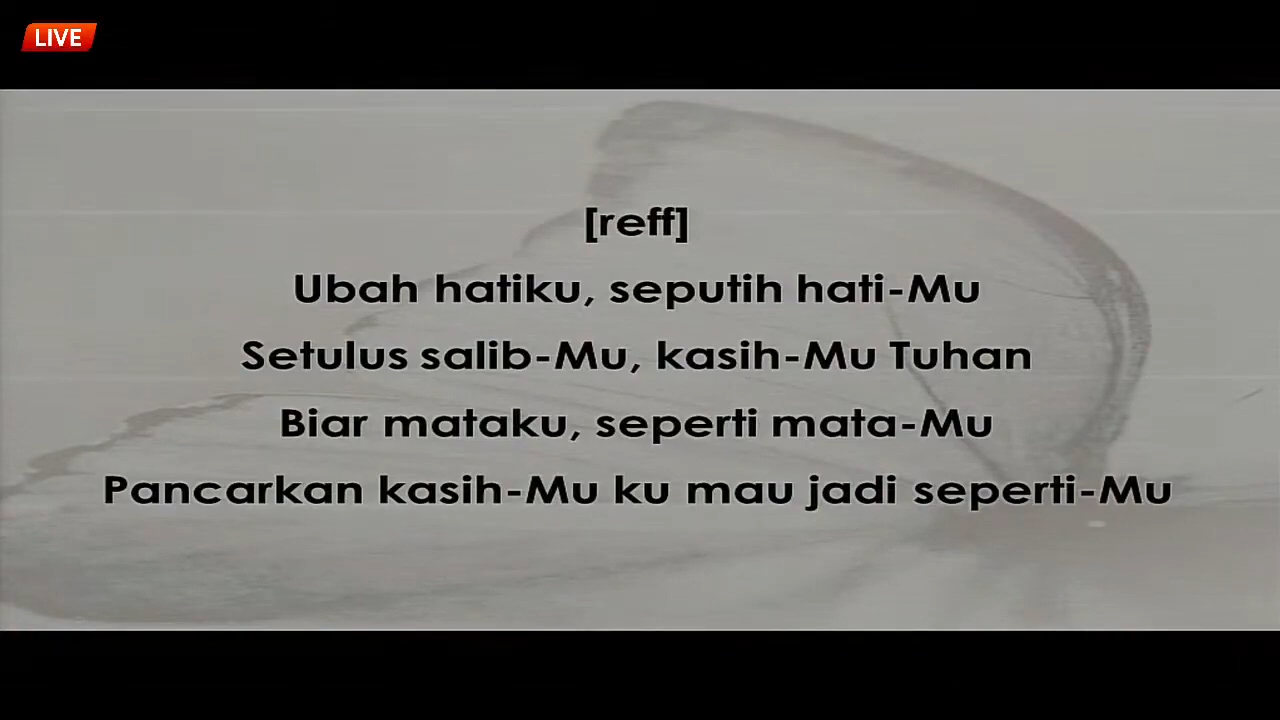 LIVE
[reff]
Ubah hatiku, seputih hati-Mu
Setulus salib-Mu, kasih-Mu Tuhan
Biar mataku, seperti mata-Mu
Pancarkan kasih-Mu ku mau jadi seperti-Mu